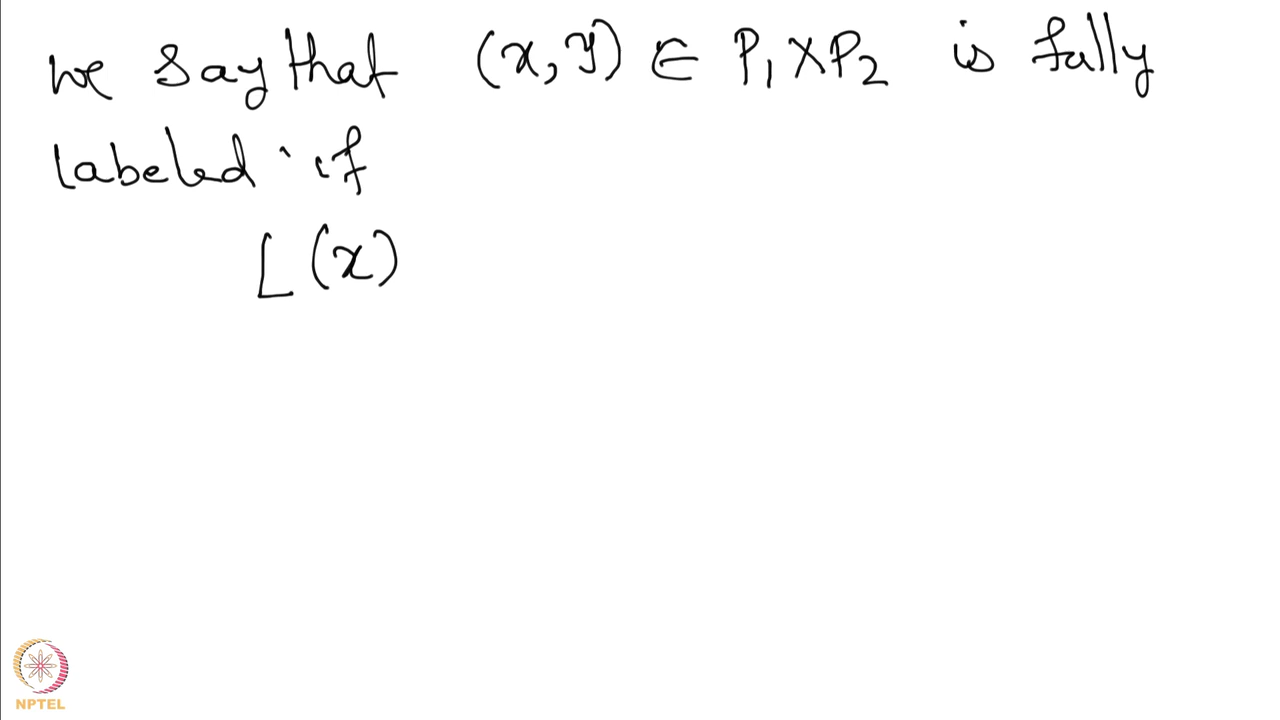 we say that (x, y) ∈ P₁ X P₂ is fully
labeled if
L (x)
NPTEL